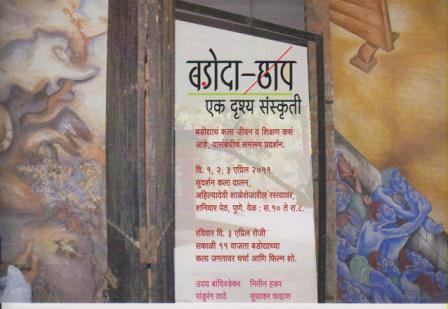 बडोदा-छाप
एक दृश्य संस्कृती
बडोद्याचं कला जीवन व शिक्षण कसं
आहे, यासंबंधीचं समरूप प्रदर्शन.
दि. १, २, ३ एप्रिल २०११.
सुदर्शन कला दालन,
अहिल्यादेवी शाळेशेजारील रस्त्यावर,
शनिवार पेठ, पुणे. वेळ : स.१० ते रा.८.
रविवार दि. ३ एप्रिल रोजी
सकाळी ११ वाजता बडोद्याच्या
कला जगतावर चर्चा आणि फिल्म शो.
उदय बांदिवडेकर नितीन हडप
पांडुरंग ताठे सुधाकर चव्हाण